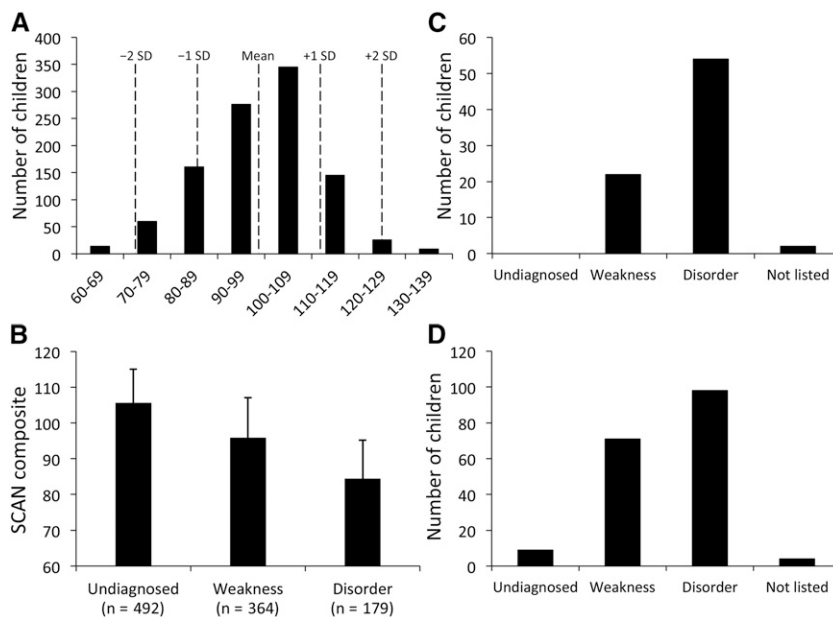 A
Number of children
400
350
300
250
200
150
100
50
0
−2 SD
−1 SD
Mean
+1 SD
+2 SD
60-69
70-79
80-89
90-99
100-109
110-119
120-129
130-139
C
Number of children
60
50
40
30
20
10
0
Undiagnosed
Weakness
Disorder
Not listed
B
SCAN composite
120
110
100
90
80
70
60
Undiagnosed
(n = 492)
Weakness
(n = 364)
Disorder
(n = 179)
D
Number of children
120
100
80
60
40
20
0
Undiagnosed
Weakness
Disorder
Not listed